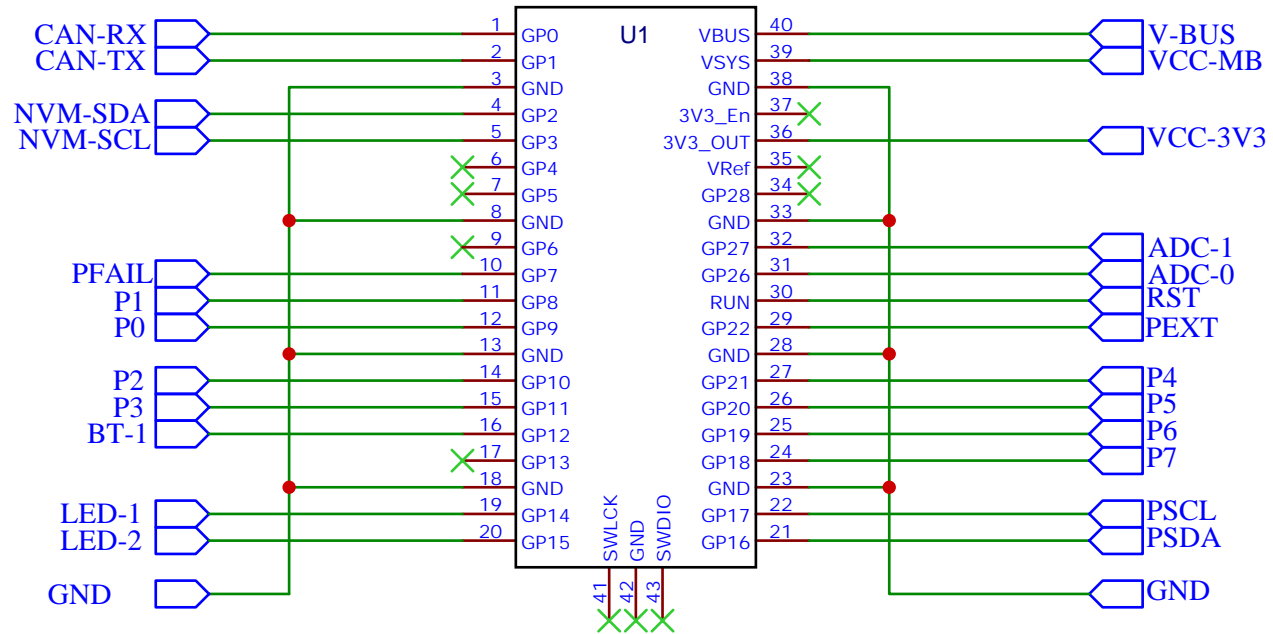 U1
CAN-RX 1 GP0 VBUS 40 V-BUS
CAN-TX 2 GP1 VSYS 39 VCC-MB
3 GND GND 38
NVM-SDA 4 GP2 3V3_En 37
NVM-SCL 5 GP3 3V3_OUT 36 VCC-3V3
6 GP4 VRef 35
7 GP5 GP28 34
8 GND GND 33
9 GP6 GP27 32 ADC-1
PFAIL 10 GP7 GP26 31 ADC-0
P1 11 GP8 RUN 30 RST
P0 12 GP9 GP22 29 PEXT
13 GND GND 28
P2 14 GP10 GP21 27 P4
P3 15 GP11 GP20 26 P5
BT-1 16 GP12 GP19 25 P6
17 GP13 GP18 24 P7
18 GND GND 23
LED-1 19 GP14 GP17 22 PSCL
LED-2 20 GP15 GP16 21 PSDA
SWLCK GND SWDIO
41 42 43
GND GND